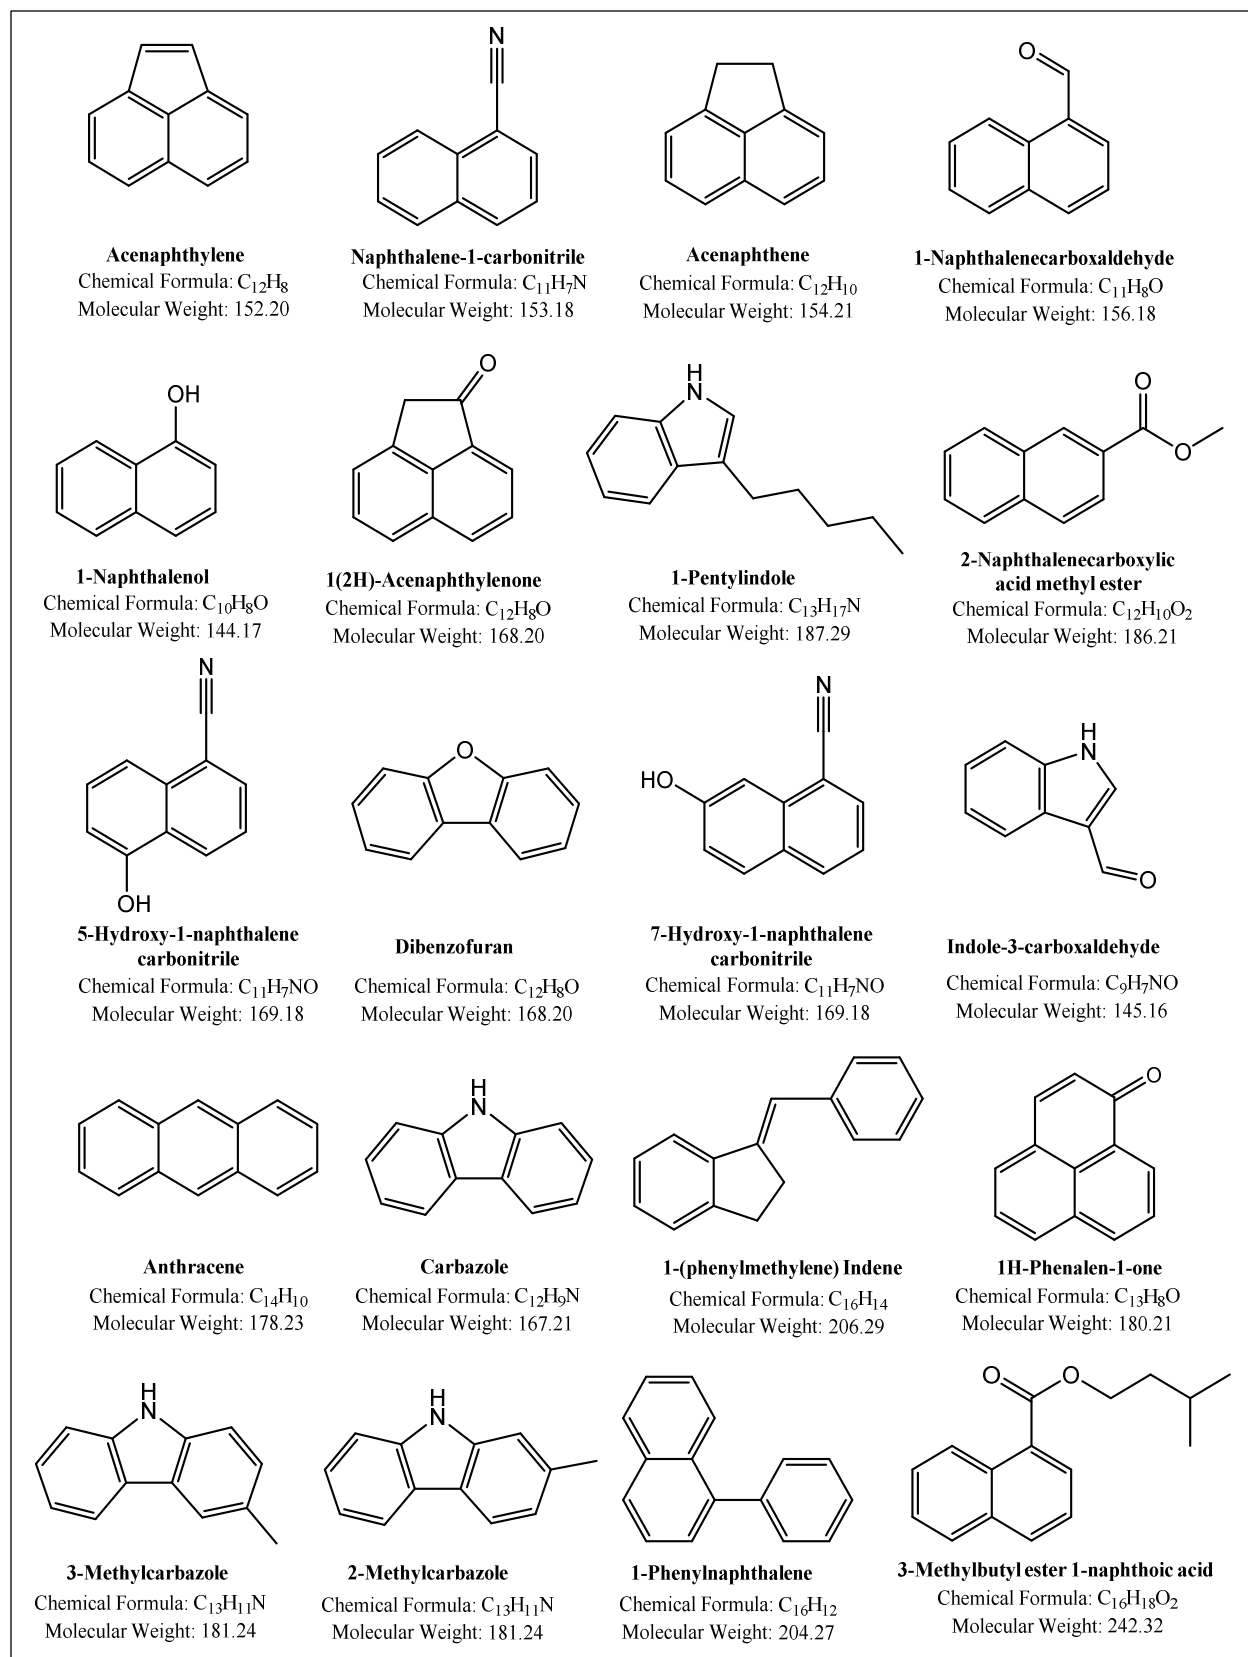 N
O
Acenaphthylene
Chemical Formula: C12H8
Molecular Weight: 152.20
Naphthalene-1-carbonitrile
Chemical Formula: C11H7N
Molecular Weight: 153.18
Acenaphthene
Chemical Formula: C12H10
Molecular Weight: 154.21
1-Naphthalenecarboxaldehyde
Chemical Formula: C11H8O
Molecular Weight: 156.18
OH
O
H
N
O
O
1-Naphthalenol
Chemical Formula: C10H8O
Molecular Weight: 144.17
1(2H)-Acenaphthylenone
Chemical Formula: C12H8O
Molecular Weight: 168.20
1-Pentylindole
Chemical Formula: C13H17N
Molecular Weight: 187.29
2-Naphthalenecarboxylic
acid methyl ester
Chemical Formula: C12H10O2
Molecular Weight: 186.21
N
OH
O
N
HO
H
N
O
5-Hydroxy-1-naphthalene
carbonitrile
Chemical Formula: C11H7NO
Molecular Weight: 169.18
Dibenzofuran
Chemical Formula: C12H8O
Molecular Weight: 168.20
7-Hydroxy-1-naphthalene
carbonitrile
Chemical Formula: C11H7NO
Molecular Weight: 169.18
Indole-3-carboxaldehyde
Chemical Formula: C9H7NO
Molecular Weight: 145.16
H
N
O
Anthracene
Chemical Formula: C14H10
Molecular Weight: 178.23
Carbazole
Chemical Formula: C12H9N
Molecular Weight: 167.21
1-(phenylmethylene) Indene
Chemical Formula: C16H14
Molecular Weight: 206.29
1H-Phenalen-1-one
Chemical Formula: C13H8O
Molecular Weight: 180.21
H
N
H
N
O
O
3-Methylcarbazole
Chemical Formula: C13H11N
Molecular Weight: 181.24
2-Methylcarbazole
Chemical Formula: C13H11N
Molecular Weight: 181.24
1-Phenylnaphthalene
Chemical Formula: C16H12
Molecular Weight: 204.27
3-Methylbutyl ester 1-naphthoic acid
Chemical Formula: C16H18O2
Molecular Weight: 242.32